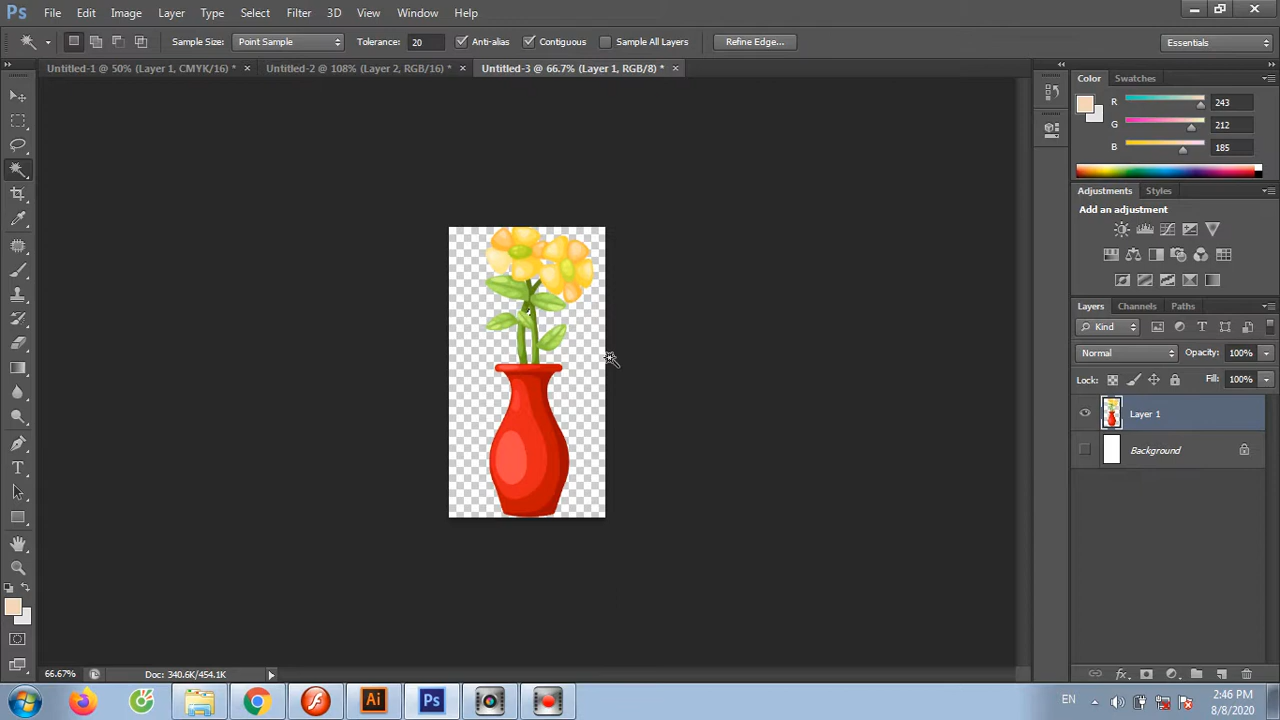 Ps File Edit Image Layer Type Select Filter 3D View Window Help
Sample Size: Point Sample Tolerance: 20 Anti-alias Contiguous Sample All Layers Refine Edge... Essentials
Untitled-1 @ 50% (Layer 1, CMYK/16) * Untitled-2 @ 108% (Layer 2, RGB/16) * Untitled-3 @ 66.7% (Layer 1, RGB/8) *
Color Swatches
R 243
G 212
B 185
Adjustments Styles
Add an adjustment
Layers Channels Paths
Kind
Normal Opacity: 100%
Lock: Fill: 100%
Layer 1
Background
66.67% Doc: 340.6K/454.1K
Ai Ps EN 2:46 PM
8/8/2020